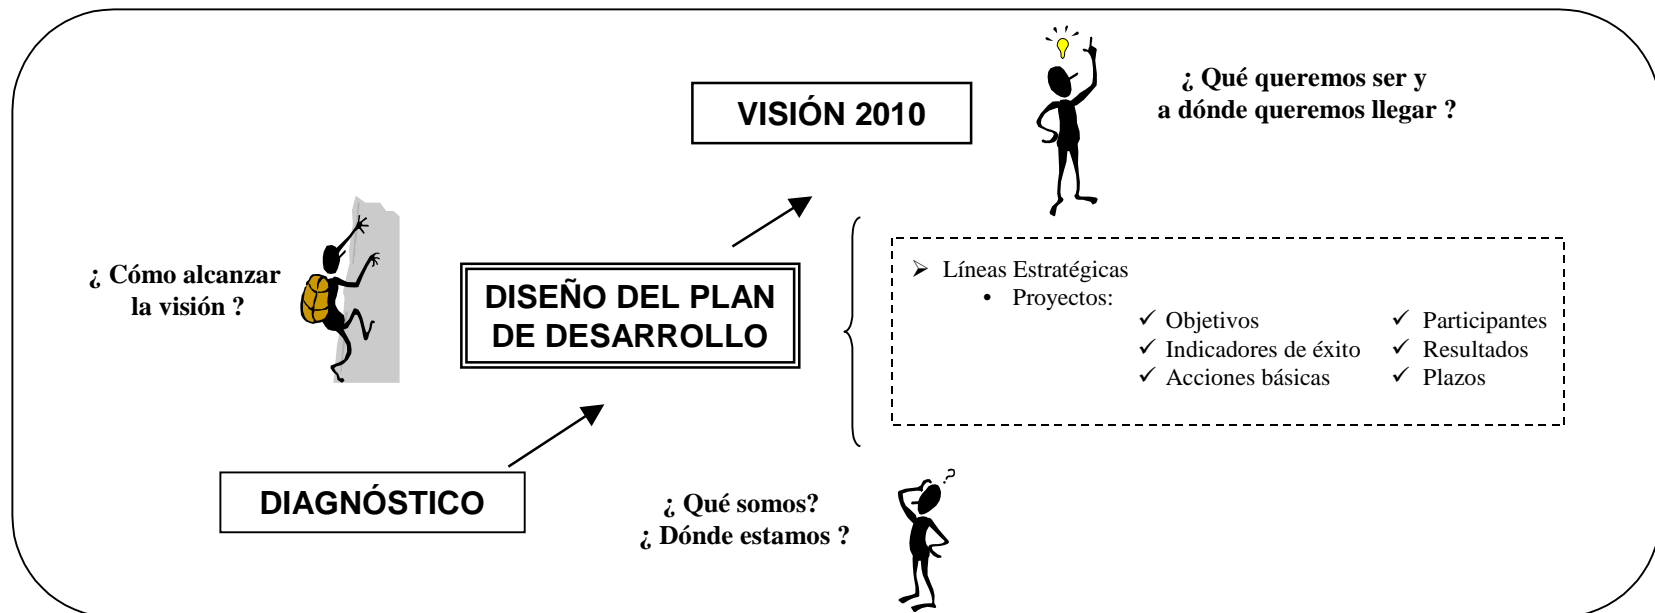 VISIÓN 2010
¿ Qué queremos ser y
a dónde queremos llegar ?
¿ Cómo alcanzar
la visión ?
DISEÑO DEL PLAN
DE DESARROLLO
➢ Líneas Estratégicas
• Proyectos:
✓ Objetivos ✓ Participantes
✓ Indicadores de éxito ✓ Resultados
✓ Acciones básicas ✓ Plazos
DIAGNÓSTICO
¿ Qué somos?
¿ Dónde estamos ?
?